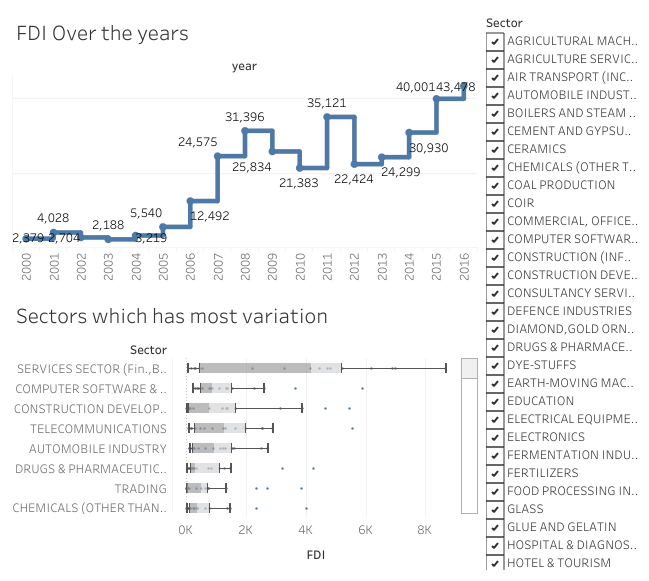 FDI Over the years
year
40,001 43,478
35,121
31,396
24,575
30,930
25,834
24,299
22,424
21,383
12,492
5,540
4,028
2,188
2,379 2,704
3,219
2000 2001 2002 2003 2004 2005 2006 2007 2008 2009 2010 2011 2012 2013 2014 2015 2016
Sectors which has most variation
Sector
SERVICES SECTOR (Fin.,B..
COMPUTER SOFTWARE & ..
CONSTRUCTION DEVELOP..
TELECOMMUNICATIONS
AUTOMOBILE INDUSTRY
DRUGS & PHARMACEUTIC..
TRADING
CHEMICALS (OTHER THAN..
0K 2K 4K 6K 8K
FDI
Sector
AGRICULTURAL MACH..
AGRICULTURE SERVIC..
AIR TRANSPORT (INC..
AUTOMOBILE INDUST..
BOILERS AND STEAM ..
CEMENT AND GYPSU..
CERAMICS
CHEMICALS (OTHER T..
COAL PRODUCTION
COIR
COMMERCIAL, OFFICE..
COMPUTER SOFTWAR..
CONSTRUCTION (INF..
CONSTRUCTION DEVE..
CONSULTANCY SERVI..
DEFENCE INDUSTRIES
DIAMOND,GOLD ORN..
DRUGS & PHARMACE..
DYE-STUFFS
EARTH-MOVING MAC..
EDUCATION
ELECTRICAL EQUIPME..
ELECTRONICS
FERMENTATION INDU..
FERTILIZERS
FOOD PROCESSING IN..
GLASS
GLUE AND GELATIN
HOSPITAL & DIAGNOS..
HOTEL & TOURISM